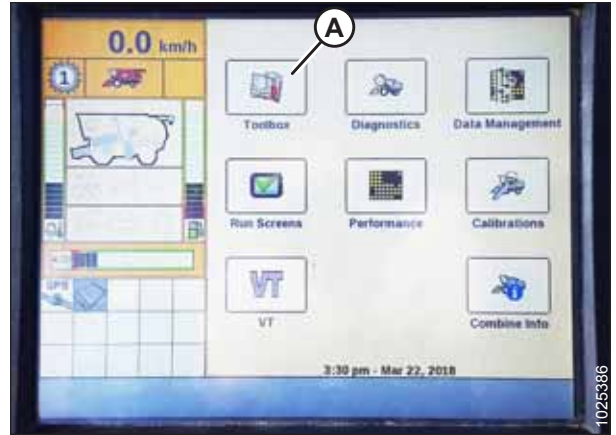 A
0.0 km/h
1
Toolbox
Diagnostics
Data Management
Run Screens
Performance
Calibrations
GPS
VT
VT
Combine Info
3:30 pm - Mar 22, 2018
1025386